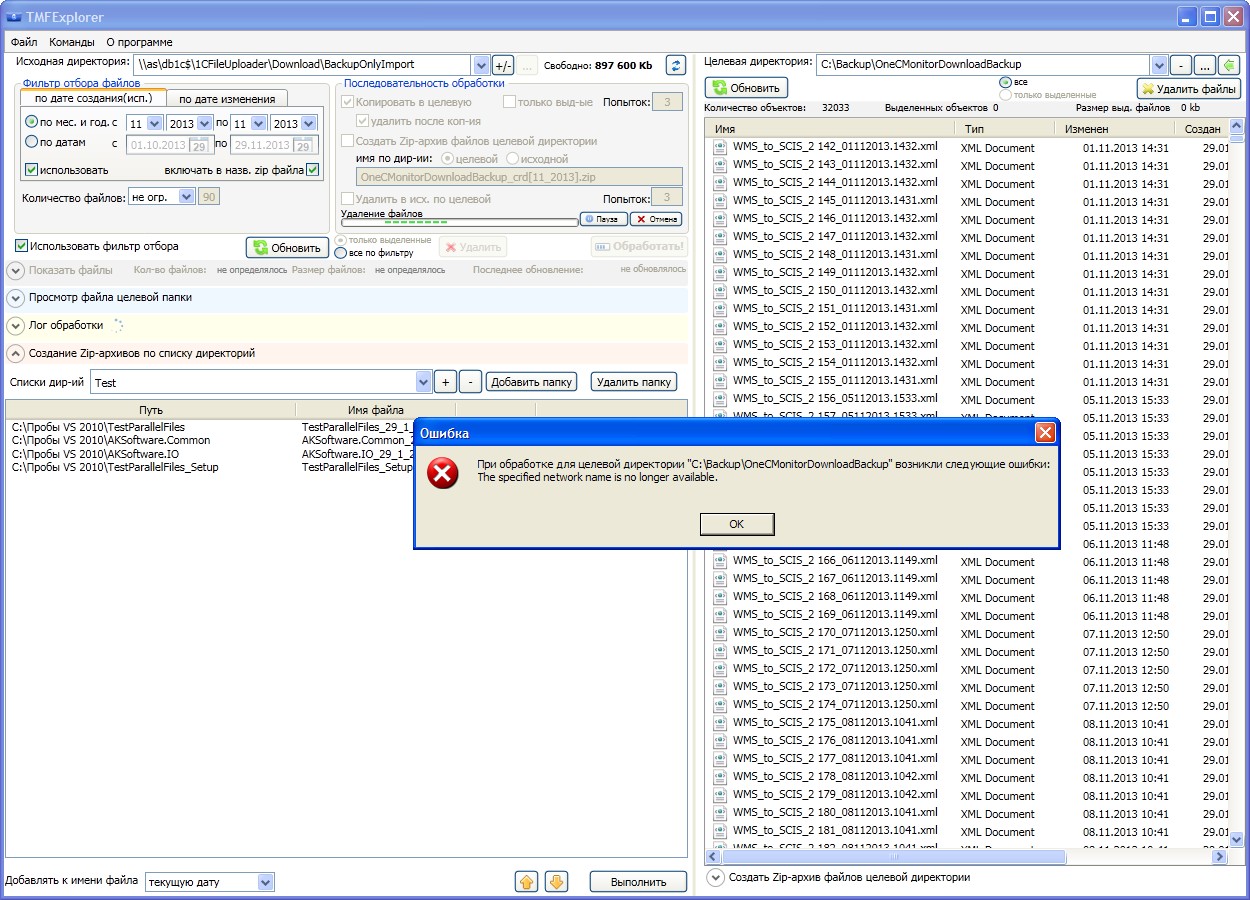 TMFExplorer
Файл Команды О программе
Исходная директория: \\as\db1c$\1CFileUploader\Download\BackupOnlyImport +/- ... Свободно: 897 600 Kb
Фильтр отбора файлов
по дате создания(исп.) по дате изменения
по мес. и год. с 11 2013 по 11 2013
по датам с 01.10.2013 29 по 29.11.2013 29
использовать включать в назв. zip файла
Количество файлов: не огр. 90
Последовательность обработки
Копировать в целевую только выд-ые Попыток: 3
удалить после коп-ия
Создать Zip-архив файлов целевой директории
имя по дир-ии: целевой исходной
OneCMonitorDownloadBackup_crd[11_2013].zip
Удалить в исх. по целевой Попыток: 3
Удаление файлов
Пауза Отмена
Использовать фильтр отбора Обновить только выделенные все по фильтру Удалить Обработать!
Показать файлы Кол-во файлов: не определялось Размер файлов: не определялось Последнее обновление: не обновлялось
Просмотр файла целевой папки
Лог обработки
Создание Zip-архивов по списку директорий
Списки дир-ий Test + - Добавить папку Удалить папку
Путь Имя файла
C:\Пробы VS 2010\TestParallelFiles TestParallelFiles_29_1
C:\Пробы VS 2010\AKSoftware.Common AKSoftware.Common_2
C:\Пробы VS 2010\AKSoftware.IO AKSoftware.IO_29_1_2
C:\Пробы VS 2010\TestParallelFiles_Setup TestParallelFiles_Setup
Добавлять к имени файла текущую дату Выполнить
Целевая директория: C:\Backup\OneCMonitorDownloadBackup - ...
Обновить все только выделенные Удалить файлы
Количество объектов: 32033 Выделенных объектов 0 Размер выд. файлов 0 kb
Имя Тип Изменен Создан
WMS_to_SCIS_2 142_01112013.1432.xml XML Document 01.11.2013 14:31 29.01
WMS_to_SCIS_2 143_01112013.1432.xml XML Document 01.11.2013 14:31 29.01
WMS_to_SCIS_2 144_01112013.1431.xml XML Document 01.11.2013 14:31 29.01
WMS_to_SCIS_2 145_01112013.1431.xml XML Document 01.11.2013 14:31 29.01
WMS_to_SCIS_2 146_01112013.1432.xml XML Document 01.11.2013 14:31 29.01
WMS_to_SCIS_2 147_01112013.1432.xml XML Document 01.11.2013 14:31 29.01
WMS_to_SCIS_2 148_01112013.1431.xml XML Document 01.11.2013 14:31 29.01
WMS_to_SCIS_2 149_01112013.1432.xml XML Document 01.11.2013 14:31 29.01
WMS_to_SCIS_2 150_01112013.1432.xml XML Document 01.11.2013 14:31 29.01
WMS_to_SCIS_2 151_01112013.1431.xml XML Document 01.11.2013 14:31 29.01
WMS_to_SCIS_2 152_01112013.1432.xml XML Document 01.11.2013 14:31 29.01
WMS_to_SCIS_2 153_01112013.1432.xml XML Document 01.11.2013 14:31 29.01
WMS_to_SCIS_2 154_01112013.1432.xml XML Document 01.11.2013 14:31 29.01
WMS_to_SCIS_2 155_01112013.1431.xml XML Document 01.11.2013 14:31 29.01
WMS_to_SCIS_2 156_05112013.1533.xml XML Document 05.11.2013 15:33 29.01
WMS_to_SCIS_2 157_05112013.1533.xml XML Document 05.11.2013 15:33 29.01
05.11.2013 15:33 29.01
05.11.2013 15:33 29.01
05.11.2013 15:33 29.01
05.11.2013 15:33 29.01
05.11.2013 15:33 29.01
05.11.2013 15:33 29.01
06.11.2013 11:48 29.01
Ошибка
При обработке для целевой директории "C:\Backup\OneCMonitorDownloadBackup" возникли следующие ошибки:
The specified network name is no longer available.
OK
WMS_to_SCIS_2 166_06112013.1149.xml XML Document 06.11.2013 11:48 29.01
WMS_to_SCIS_2 167_06112013.1149.xml XML Document 06.11.2013 11:48 29.01
WMS_to_SCIS_2 168_06112013.1149.xml XML Document 06.11.2013 11:48 29.01
WMS_to_SCIS_2 169_06112013.1149.xml XML Document 06.11.2013 11:48 29.01
WMS_to_SCIS_2 170_07112013.1250.xml XML Document 07.11.2013 12:50 29.01
WMS_to_SCIS_2 171_07112013.1250.xml XML Document 07.11.2013 12:50 29.01
WMS_to_SCIS_2 172_07112013.1250.xml XML Document 07.11.2013 12:50 29.01
WMS_to_SCIS_2 173_07112013.1250.xml XML Document 07.11.2013 12:50 29.01
WMS_to_SCIS_2 174_07112013.1250.xml XML Document 07.11.2013 12:50 29.01
WMS_to_SCIS_2 175_08112013.1041.xml XML Document 08.11.2013 10:41 29.01
WMS_to_SCIS_2 176_08112013.1041.xml XML Document 08.11.2013 10:41 29.01
WMS_to_SCIS_2 177_08112013.1041.xml XML Document 08.11.2013 10:41 29.01
WMS_to_SCIS_2 178_08112013.1042.xml XML Document 08.11.2013 10:41 29.01
WMS_to_SCIS_2 179_08112013.1042.xml XML Document 08.11.2013 10:41 29.01
WMS_to_SCIS_2 180_08112013.1041.xml XML Document 08.11.2013 10:41 29.01
WMS_to_SCIS_2 181_08112013.1041.xml XML Document 08.11.2013 10:41 29.01
WMS_to_SCIS_2 182_08112013.1041.xml XML Document 08.11.2013 10:41 29.01
Создать Zip-архив файлов целевой директории